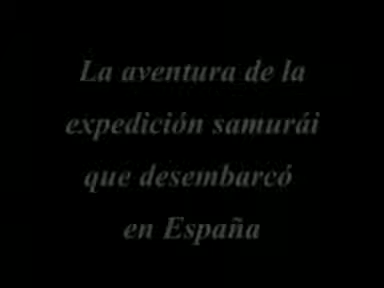 La aventura de la
expedición samurái
que desembarcó
en España